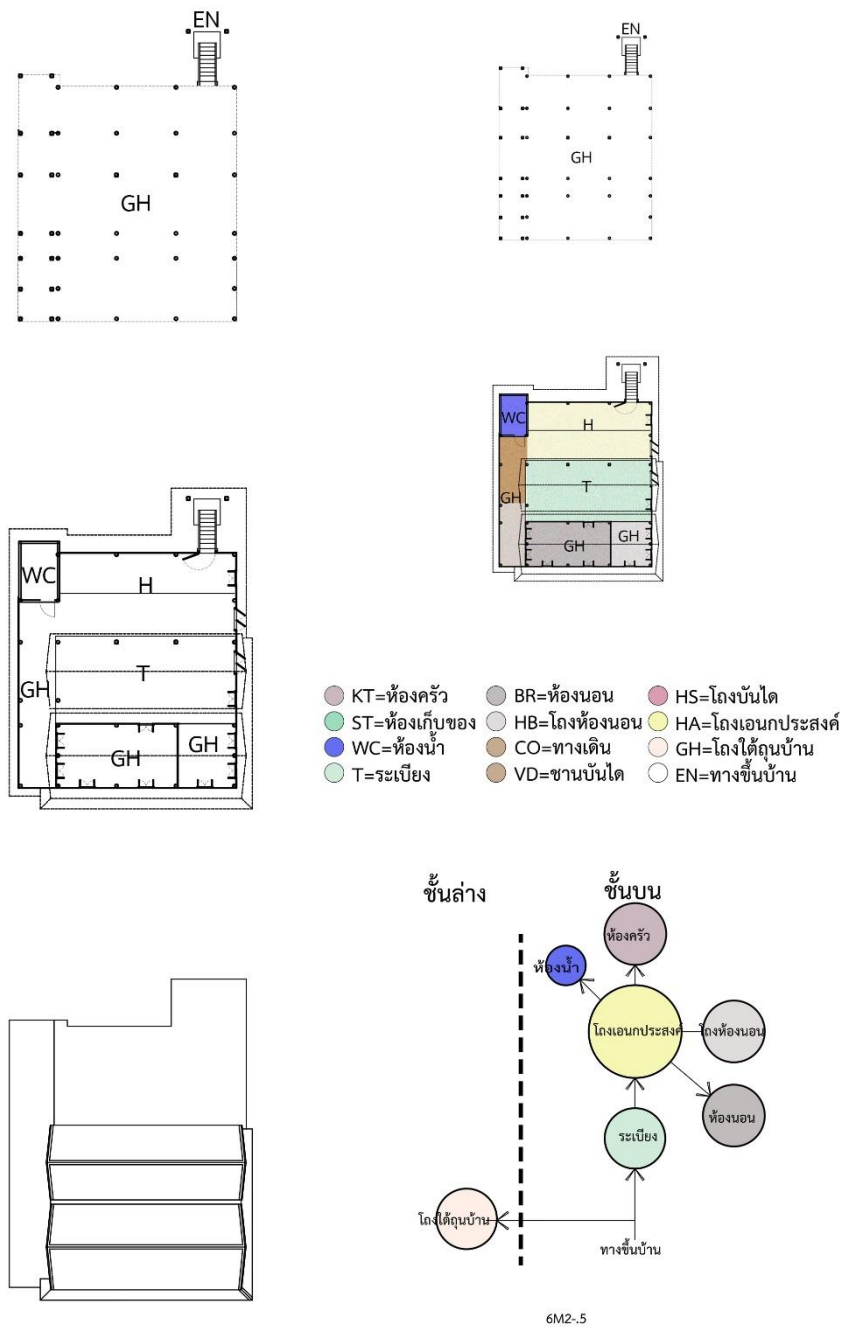 EN
EN
GH
GH
WC
H
GH
T
GH
GH
WC
H
GH
T
GH
GH
KT=ห้องครัว
BR=ห้องนอน
HS=โถงบันได
ST=ห้องเก็บของ
HB=โถงห้องนอน
HA=โถงเอนกประสงค์
WC=ห้องน้ำ
CO=ทางเดิน
GH=โถงใต้ถุนบ้าน
T=ระเบียง
VD=ชานบันได
EN=ทางขึ้นบ้าน
ชั้นล่าง
ชั้นบน
ห้องครัว
ห้องน้ำ
โถงเอนกประสงค์
โถงห้องนอน
ห้องนอน
ระเบียง
โถงใต้ถุนบ้าน
ทางขึ้นบ้าน
6M2-.5